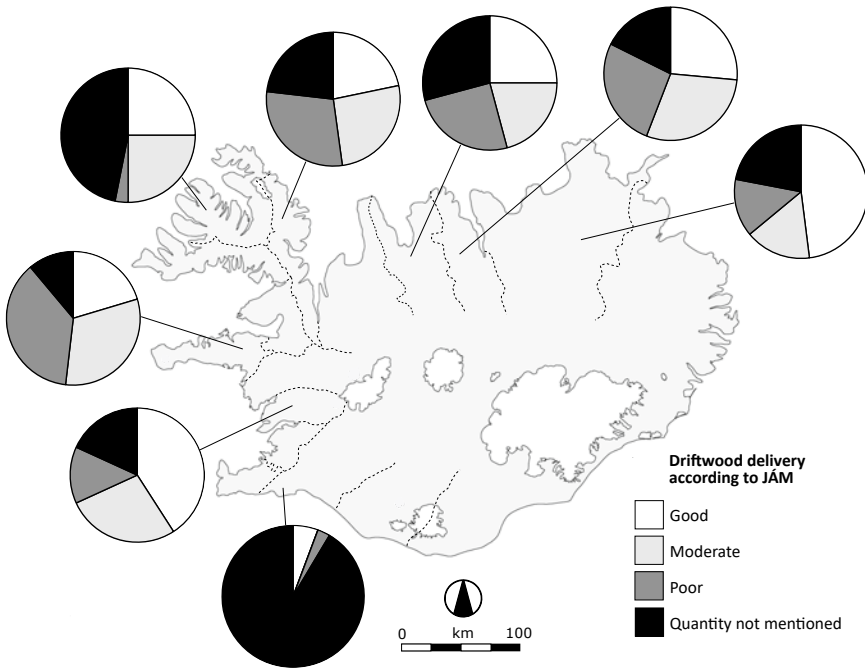 Driftwood delivery
according to JÁM
Good
Moderate
Poor
Quantity not mentioned
0 km 100